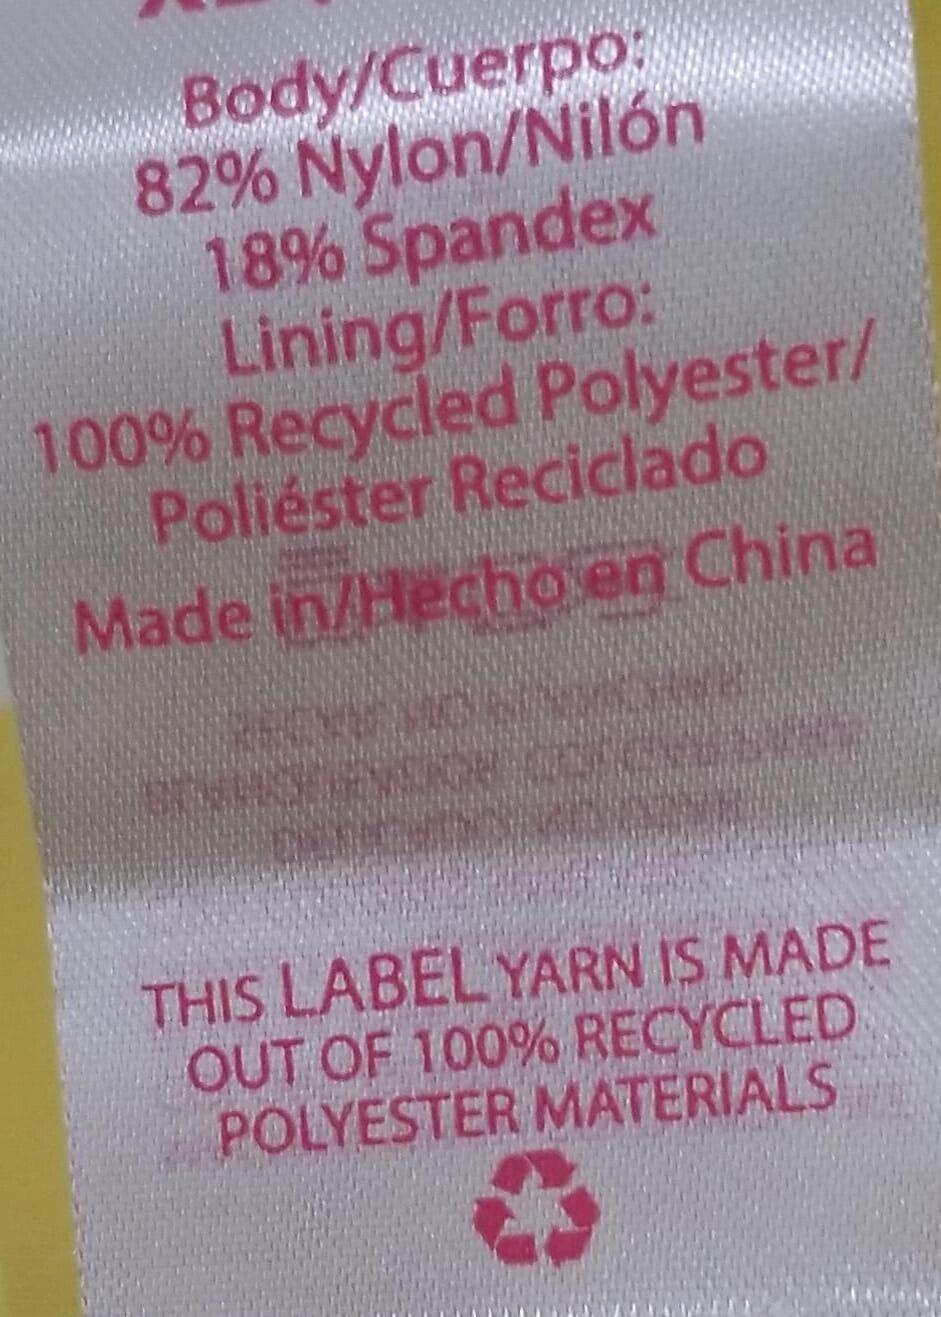 Body/Cuerpo:
82% Nylon/Nilón
18% Spandex
Lining/Forro:
100% Recycled Polyester/
Poliéster Reciclado
Made in/Hecho en China
THIS LABEL YARN IS MADE
OUT OF 100% RECYCLED
POLYESTER MATERIALS